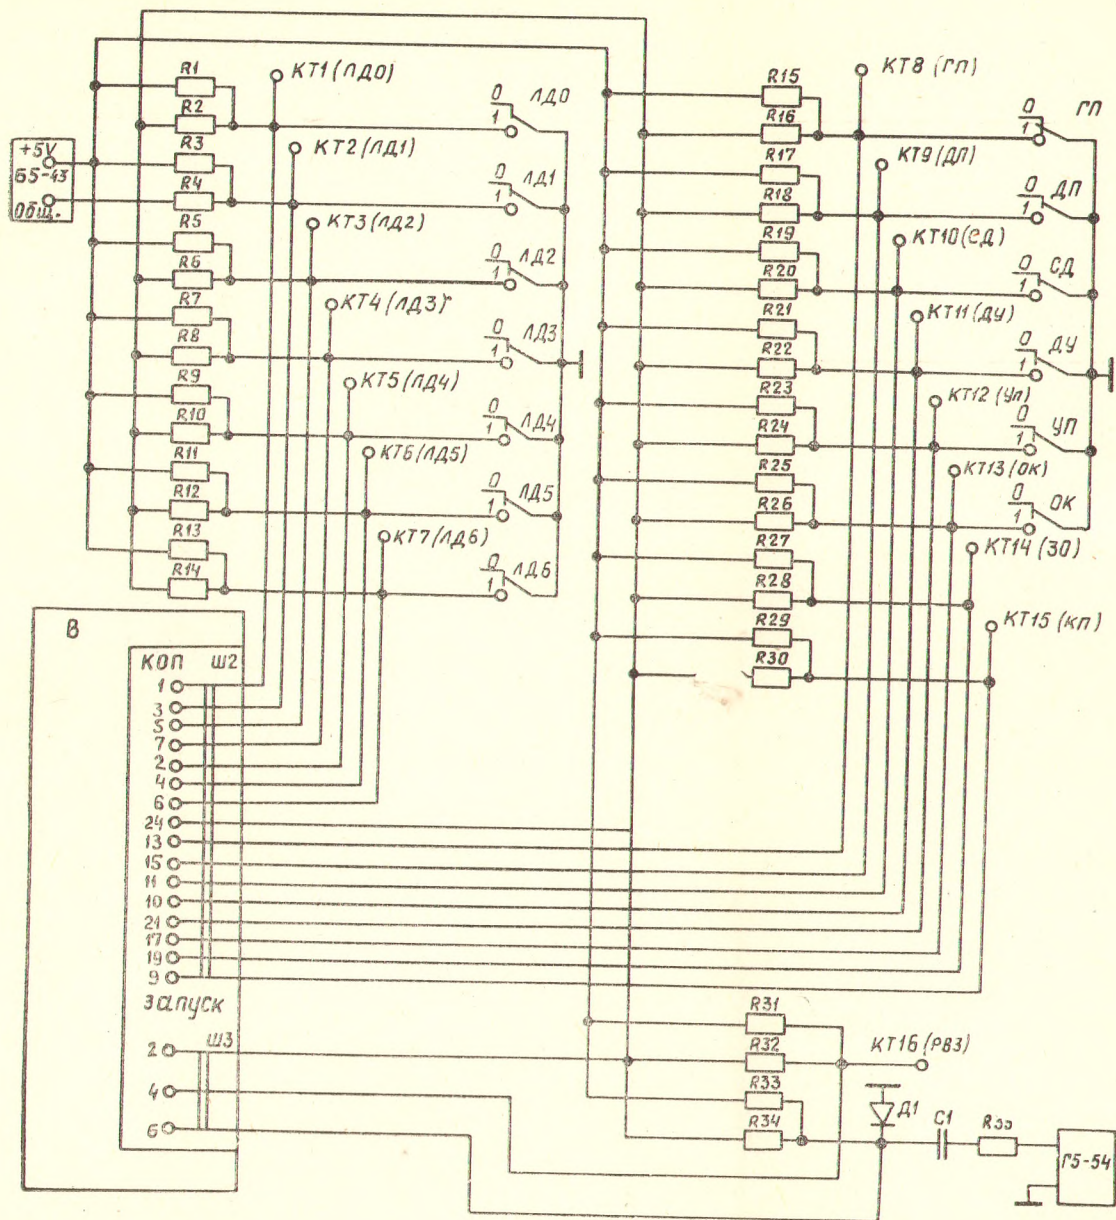 R1
КТ1 (ЛД0)
R2
0 ЛД0
1
+5V
Б5-43
Общ.
R3
КТ2 (ЛД1)
R4
0 ЛД1
1
R5
КТ3 (ЛД2)
R6
0 ЛД2
1
R7
КТ4 (ЛД3)
R8
0 ЛД3
1
R9
КТ5 (ЛД4)
R10
0 ЛД4
1
КТ6 (ЛД5)
R11
R12
0 ЛД5
1
R13
КТ7 (ЛД6)
R14
0 ЛД6
1
R15
КТ8 (ГП)
R16
0 ГП
1
R17
КТ9 (ДП)
R18
0 ДП
1
R19
КТ10 (СД)
R20
0 СД
1
R21
КТ11 (ДУ)
R22
0 ДУ
1
R23
КТ12 (УП)
R24
0 УП
1
R25
КТ13 (ОК)
R26
0 ОК
1
R27
КТ14 (ЗО)
R28
R29
КТ15 (КП)
R30
В
КОП Ш2
1
3
5
7
2
4
6
24
13
15
11
10
21
17
19
9
Запуск
Ш3
2
4
6
R31
R32
КТ16 (РВЗ)
R33
R34
Д1
С1
R35
Г5-54